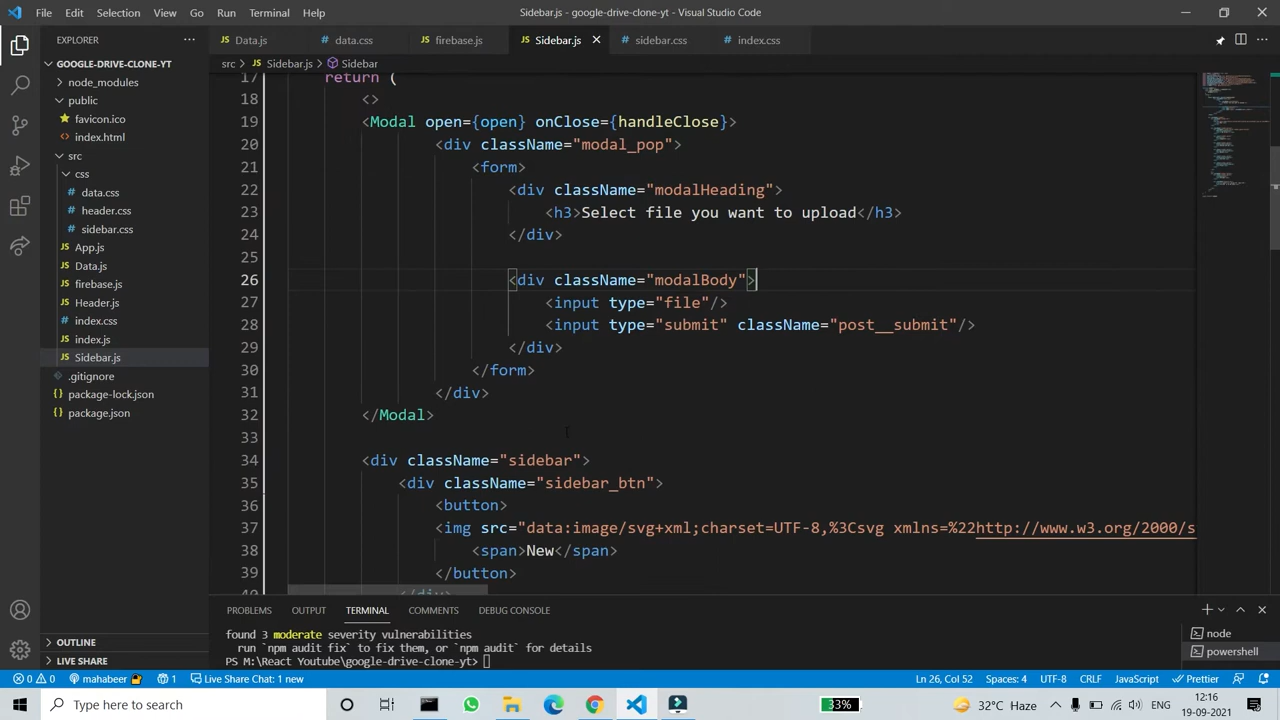 File Edit Selection View Go Run Terminal Help Sidebar.js - google-drive-clone-yt - Visual Studio Code
EXPLORER ···
Data.js data.css firebase.js Sidebar.js sidebar.css index.css
GOOGLE-DRIVE-CLONE-YT
src > JS Sidebar.js > Sidebar
node_modules
public
favicon.ico
index.html
src
css
data.css
header.css
sidebar.css
JS App.js
JS Data.js
JS firebase.js
JS Header.js
index.css
JS index.js
JS Sidebar.js
.gitignore
package-lock.json
package.json
OUTLINE
LIVE SHARE
17 return (
18 <>
19 <Modal open={open} onClose={handleClose}>
20 <div className="modal_pop">
21 <form>
22 <div className="modalHeading">
23 <h3>Select file you want to upload</h3>
24 </div>
25
26 <div className="modalBody">
27 <input type="file"/>
28 <input type="submit" className="post__submit"/>
29 </div>
30 </form>
31 </div>
32 </Modal>
33
34 <div className="sidebar">
35 <div className="sidebar_btn">
36 <button>
37 <img src="data:image/svg+xml;charset=UTF-8,%3Csvg xmlns=%22http://www.w3.org/2000/s
38 <span>New</span>
39 </button>
PROBLEMS OUTPUT TERMINAL COMMENTS DEBUG CONSOLE
found 3 moderate severity vulnerabilities
run `npm audit fix` to fix them, or `npm audit` for details
PS M:\React Youtube\google-drive-clone-yt>
node
powershell
0 0 mahabeer 1 Live Share Chat: 1 new Ln 26, Col 52 Spaces: 4 UTF-8 CRLF JavaScript Prettier
Type here to search 33% 32°C Haze ENG 12:16
19-09-2021